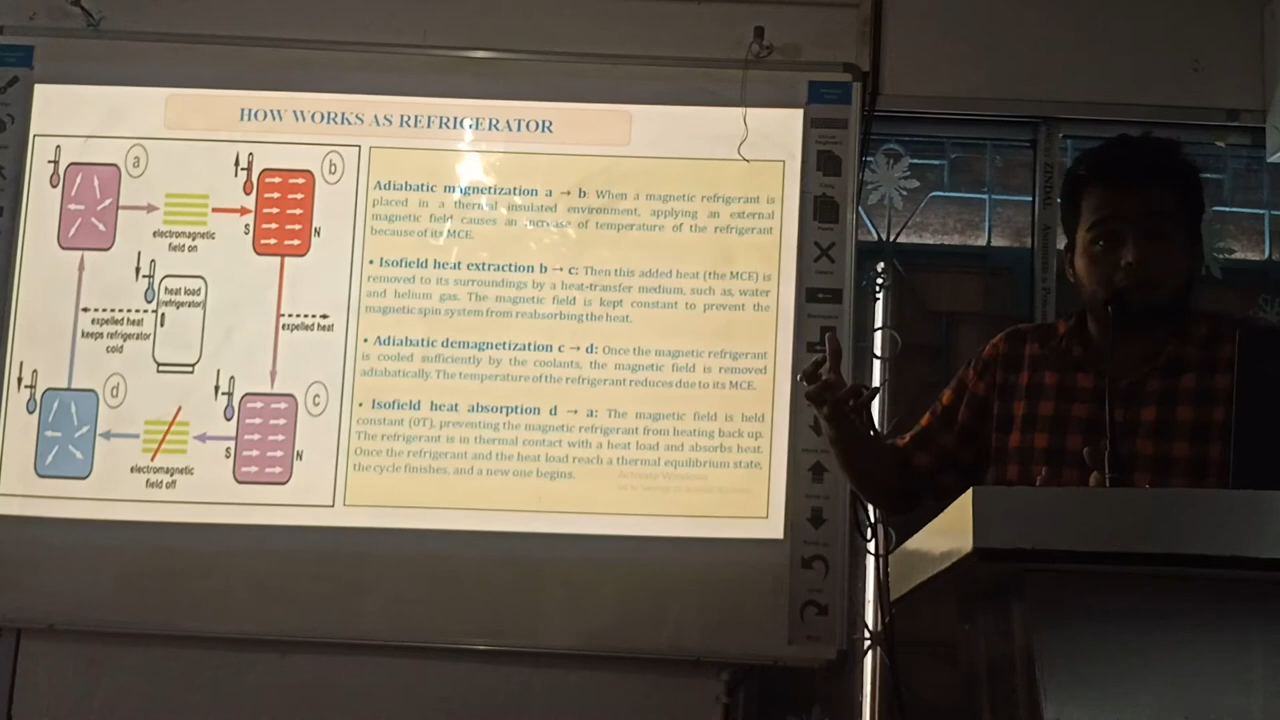 HOW WORKS AS REFRIGERATOR
a
b
electromagnetic
field on
S
N
heat load
(refrigerator)
expelled heat
keeps refrigerator
cold
expelled heat
d
c
electromagnetic
field off
S
N
Adiabatic magnetization a → b: When a magnetic refrigerant is
placed in a thermal insulated environment, applying an external
magnetic field causes an increase of temperature of the refrigerant
because of its MCE.
• Isofield heat extraction b → c: Then this added heat (the MCE) is
removed to its surroundings by a heat-transfer medium, such as, water
and helium gas. The magnetic field is kept constant to prevent the
magnetic spin system from reabsorbing the heat.
• Adiabatic demagnetization c → d: Once the magnetic refrigerant
is cooled sufficiently by the coolants, the magnetic field is removed
adiabatically. The temperature of the refrigerant reduces due to its MCE.
• Isofield heat absorption d → a: The magnetic field is held
constant (0T), preventing the magnetic refrigerant from heating back up.
The refrigerant is in thermal contact with a heat load and absorbs heat.
Once the refrigerant and the heat load reach a thermal equilibrium state,
the cycle finishes, and a new one begins.
Activate Windows